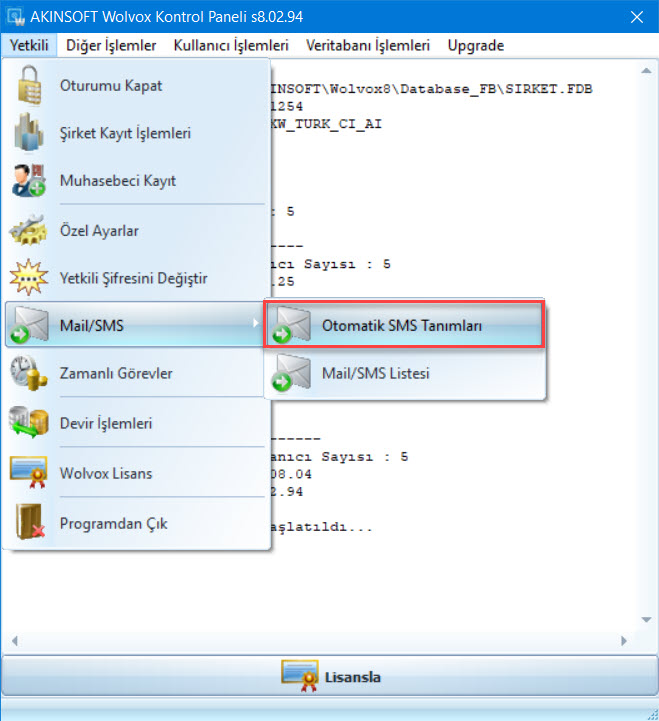 AKINSOFT Wolvox Kontrol Paneli s8.02.94
Yetkili Diğer İşlemler Kullanıcı İşlemleri Veritabanı İşlemleri Upgrade
Oturumu Kapat
INSOFT\Wolvox8\Database_FB\SIRKET.FDB
1254
XW_TURK_CI_AI
Şirket Kayıt İşlemleri
Muhasebeci Kayıt
: 5
Özel Ayarlar
----
ıcı Sayısı : 5
.25
Yetkili Şifresini Değiştir
Mail/SMS
Otomatik SMS Tanımları
Zamanlı Görevler
Mail/SMS Listesi
Devir İşlemleri
------
anıcı Sayısı : 5
08.04
2.94
Wolvox Lisans
Programdan Çık
aşlatıldı...
Lisansla